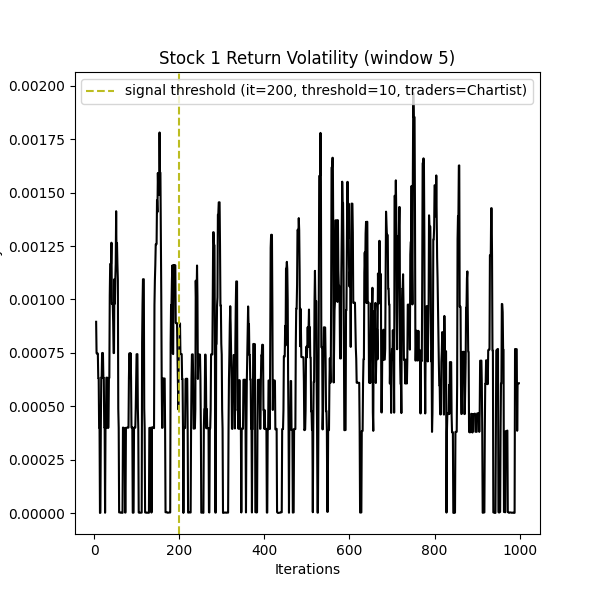 Stock 1 Return Volatility (window 5)
signal threshold (it=200, threshold=10, traders=Chartist)
0.00200
0.00175
0.00150
0.00125
0.00100
0.00075
0.00050
0.00025
0.00000
0 200 400 600 800 1000
Iterations